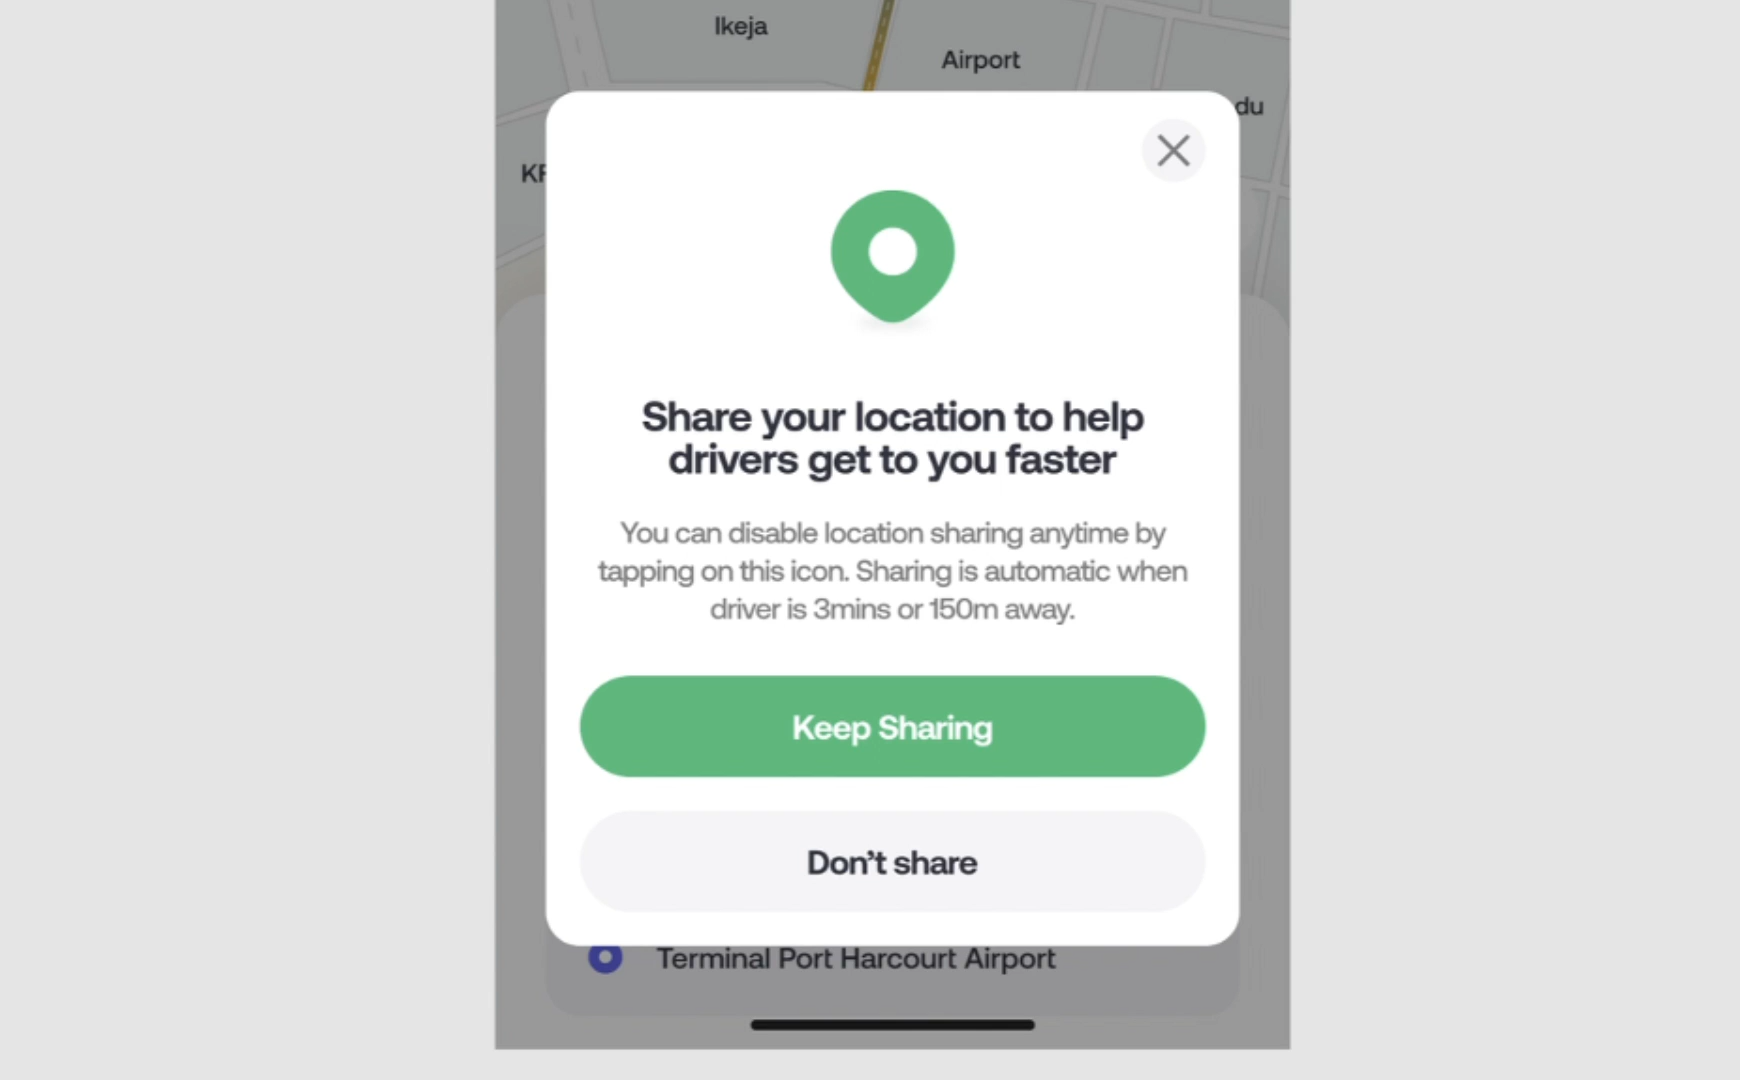 Ikeja
Airport
du
KF
Share your location to help
drivers get to you faster
You can disable location sharing anytime by
tapping on this icon. Sharing is automatic when
driver is 3mins or 150m away.
Keep Sharing
Don’t share
Terminal Port Harcourt Airport